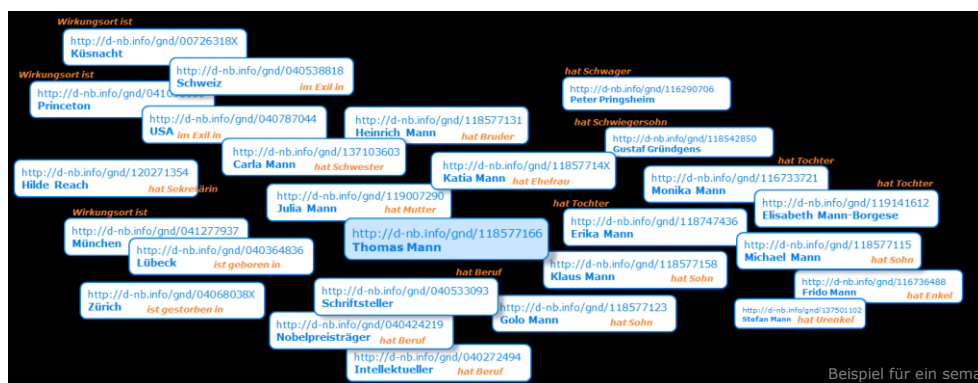 Wirkungsort ist
http://d-nb.info/gnd/00726318X
Küsnacht
http://d-nb.info/gnd/040538818
Schweiz
im Exil in
Wirkungsort ist
Princeton
http://d-nb.info/gnd/040787044
USA im Exil in
http://d-nb.info/gnd/118577131
Heinrich Mann
hat Bruder
http://d-nb.info/gnd/137103603
Carla Mann
hat Schwester
hat Schwager
http://d-nb.info/gnd/116290706
Peter Pringsheim
hat Schwiegersohn
http://d-nb.info/gnd/118542850
Gustaf Gründgens
http://d-nb.info/gnd/11857714X
Katia Mann hat Ehefrau
hat Tochter
http://d-nb.info/gnd/116733721
Monika Mann
hat Tochter
http://d-nb.info/gnd/119141612
Elisabeth Mann-Borgese
http://d-nb.info/gnd/120271354
Hilde Reach
hat Sekretärin
http://d-nb.info/gnd/119007290
Julia Mann
hat Mutter
http://d-nb.info/gnd/118577166
Thomas Mann
hat Tochter
http://d-nb.info/gnd/118747436
Erika Mann
Wirkungsort ist
http://d-nb.info/gnd/041277937
München
http://d-nb.info/gnd/040364836
Lübeck
ist geboren in
http://d-nb.info/gnd/04068038X
Zürich
ist gestorben in
http://d-nb.info/gnd/118577115
Michael Mann
hat Sohn
http://d-nb.info/gnd/118577158
Klaus Mann
hat Sohn
http://d-nb.info/gnd/116736488
Frido Mann
hat Enkel
http://d-nb.info/gnd/137501102
Stefan Mann hat Urenkel
hat Beruf
http://d-nb.info/gnd/040533093
Schriftsteller
http://d-nb.info/gnd/118577123
Golo Mann
hat Sohn
http://d-nb.info/gnd/040424219
Nobelpreisträger
hat Beruf
http://d-nb.info/gnd/040272494
Intellektueller
hat Beruf
Beispiel für ein